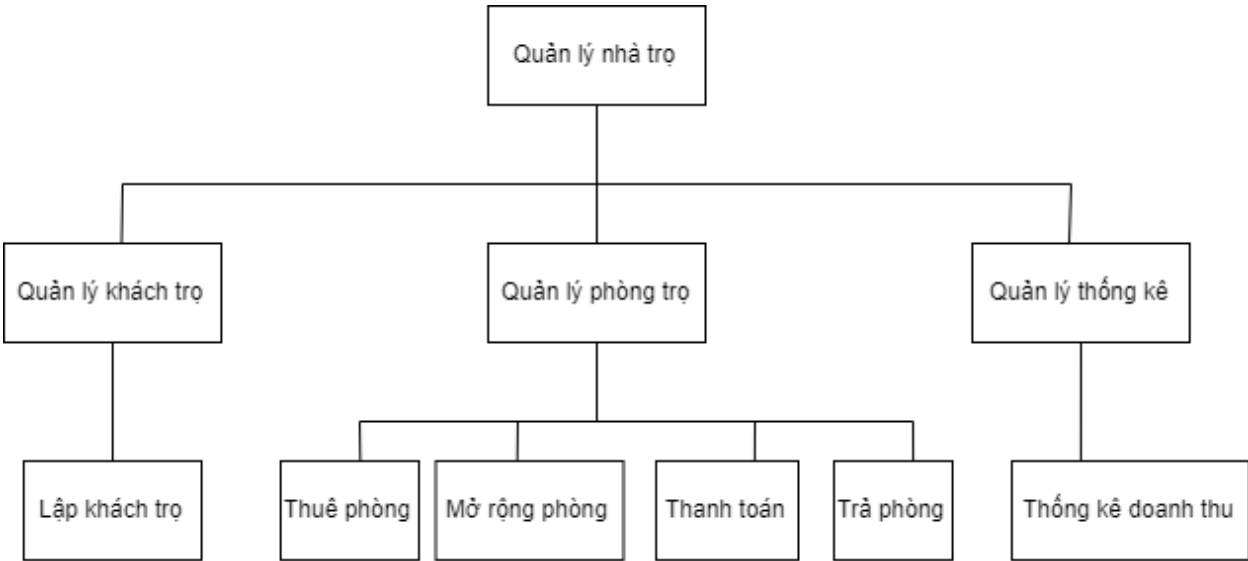 Quản lý nhà trọ
Quản lý khách trọ
Quản lý phòng trọ
Quản lý thống kê
Lập khách trọ
Thuê phòng
Mở rộng phòng
Thanh toán
Trả phòng
Thống kê doanh thu